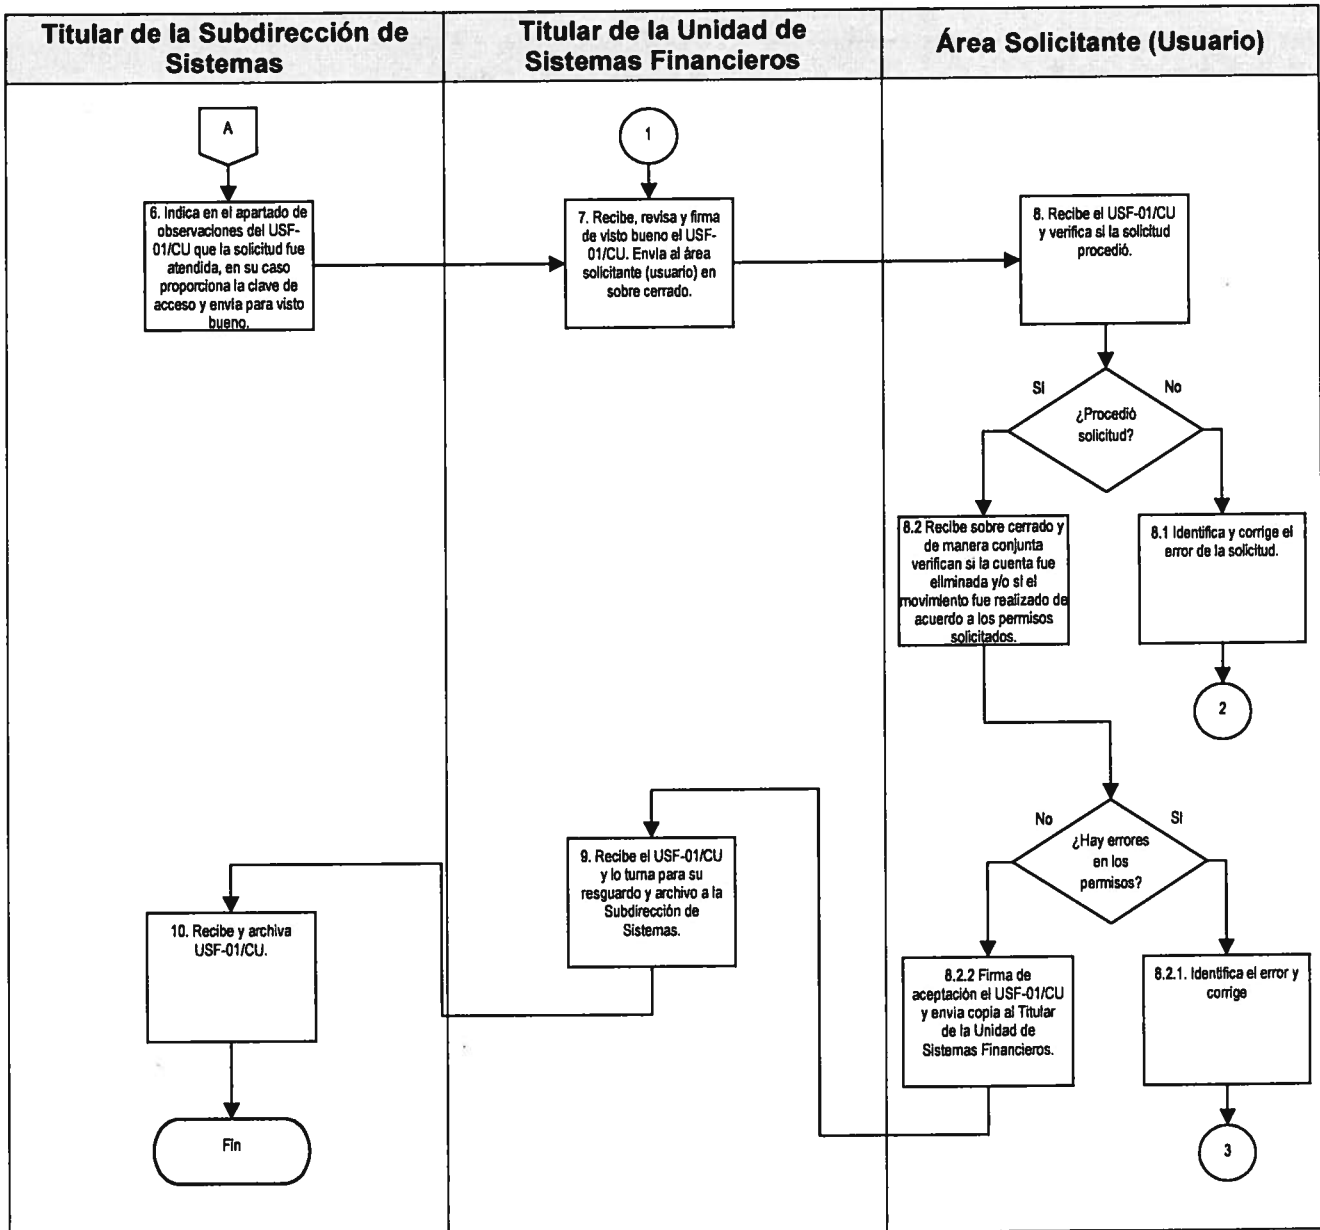 Titular de la Subdirección de
Sistemas
Titular de la Unidad de
Sistemas Financieros
Área Solicitante (Usuario)
A
1
6. Indica en el apartado de
observaciones del USF-
01/CU que la solicitud fue
atendida, en su caso
proporciona la clave de
acceso y envia para visto
bueno.
7. Recibe, revisa y firma
de visto bueno el USF-
01/CU. Envia al área
solicitante (usuario) en
sobre cerrado.
8. Recibe el USF-01/CU
y verifica si la solicitud
procedió.
Si
No
¿Procedió
solicitud?
8.2 Recibe sobre cerrado y
de manera conjunta
verifican si la cuenta fue
eliminada y/o si el
movimiento fue realizado de
acuerdo a los permisos
solicitados.
8.1 Identifica y corrige el
error de la solicitud.
2
No
Si
¿Hay errores
en los
permisos?
9. Recibe el USF-01/CU
y lo turna para su
resguardo y archivo a la
Subdirección de
Sistemas.
10. Recibe y archiva
USF-01/CU.
8.2.2 Firma de
aceptación el USF-01/CU
y envia copia al Titular
de la Unidad de
Sistemas Financieros.
8.2.1. Identifica el error y
corrige
Fin
3